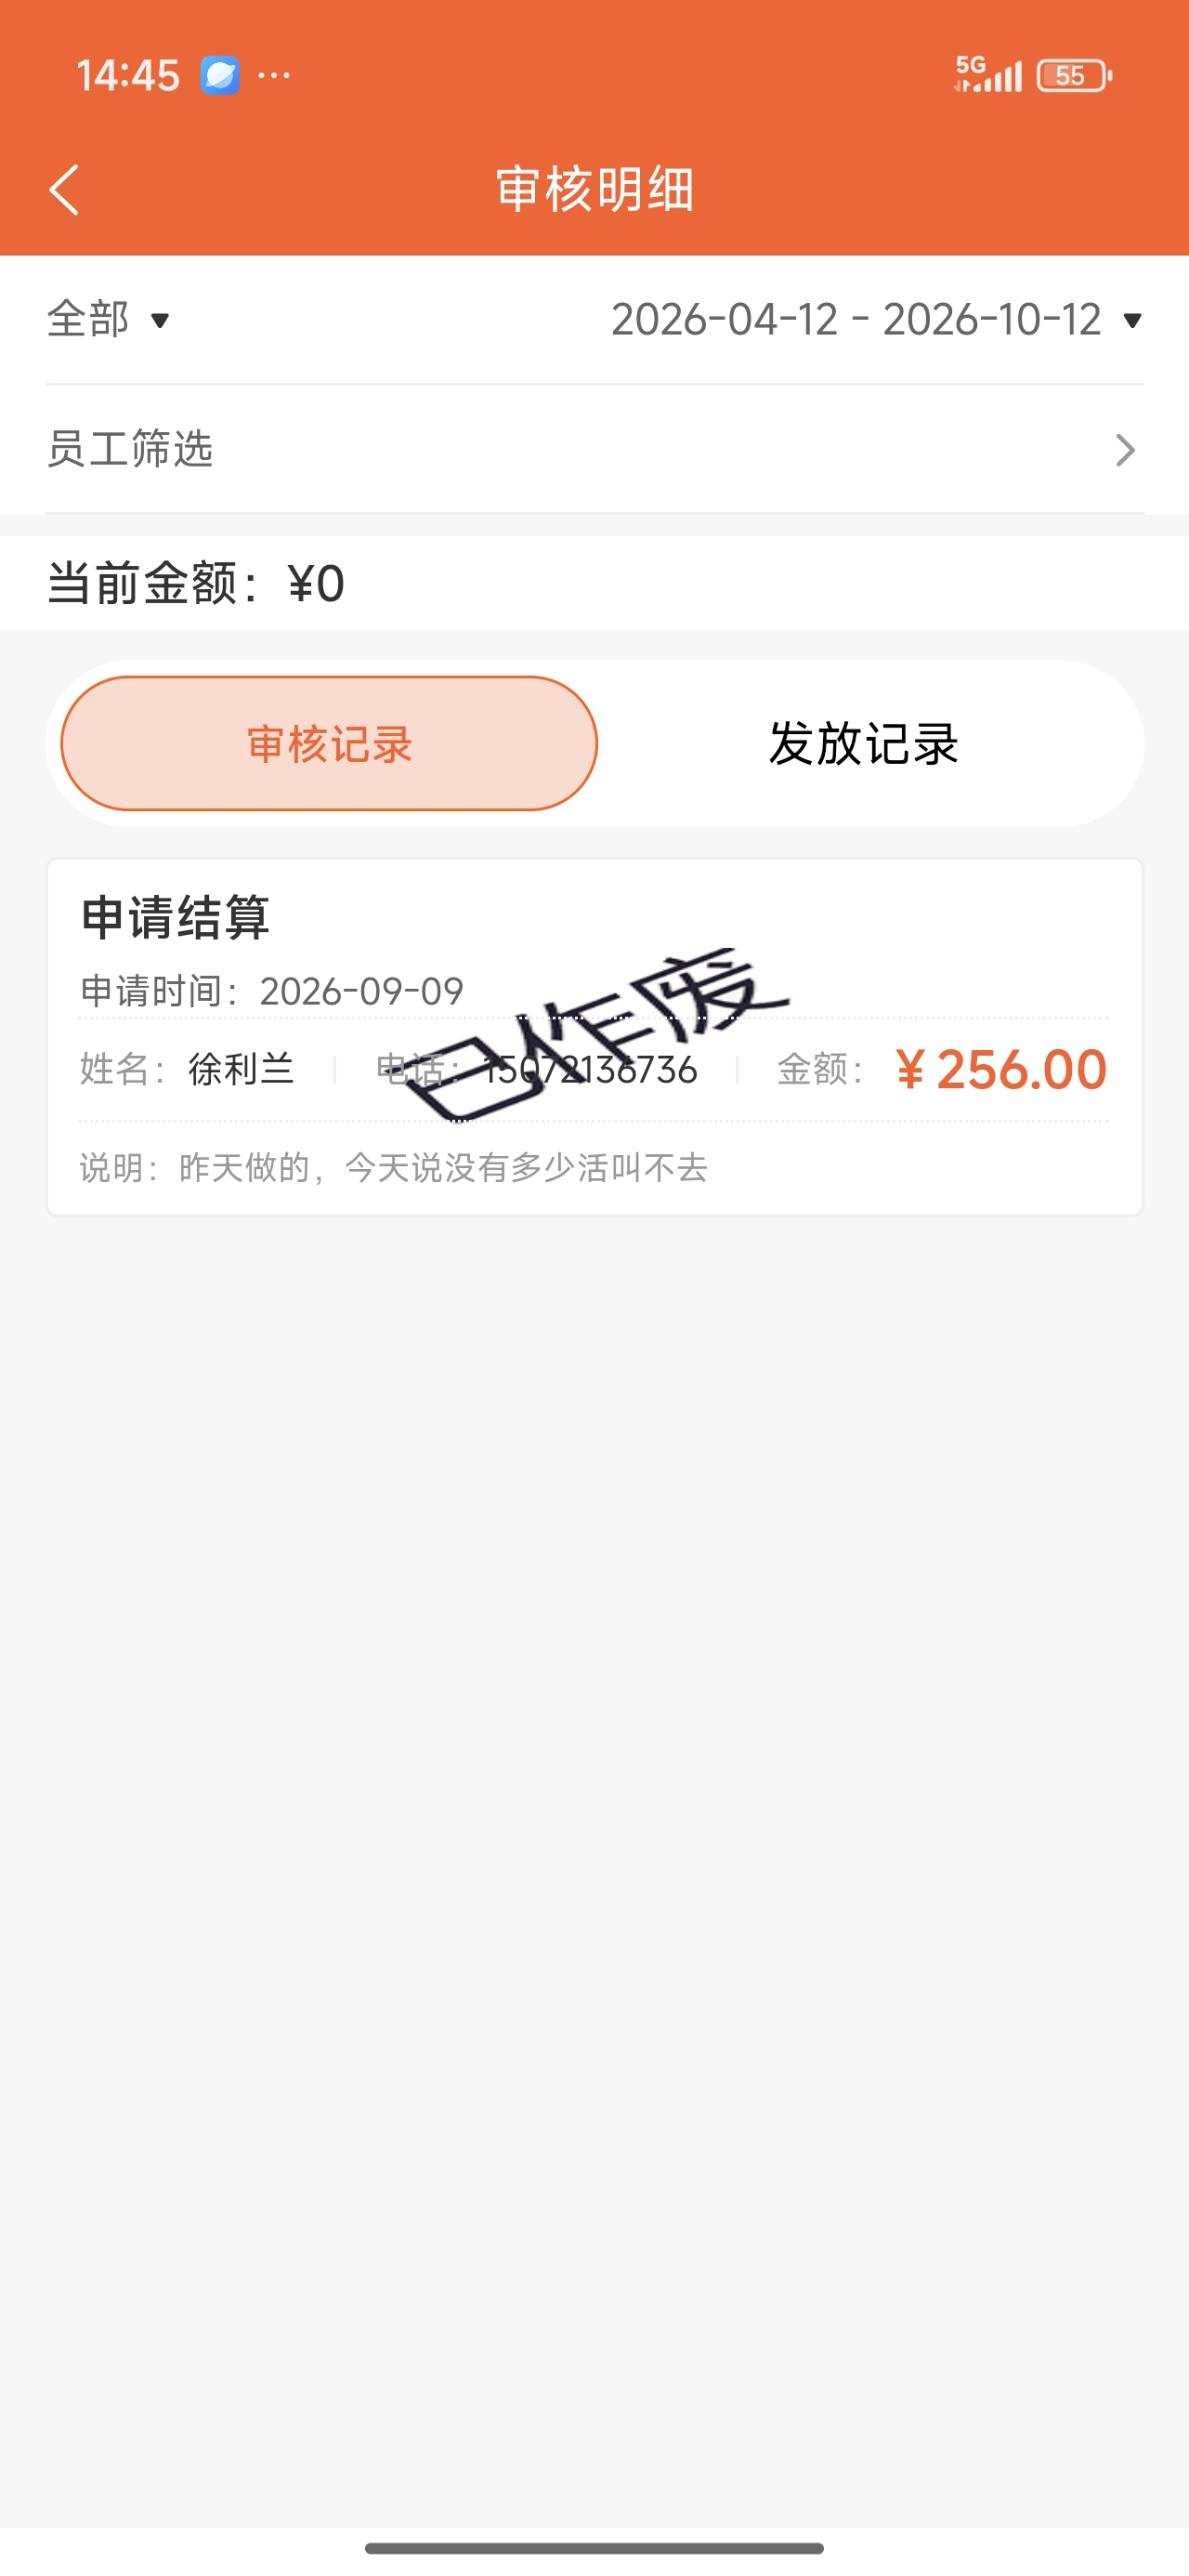 14:45 ...
5G 55
审核明细
全部 ▼ 2026-04-12 - 2026-10-12 ▼
员工筛选
当前金额：¥0
审核记录 发放记录
申请结算
申请时间：2026-09-09
已作废
姓名：徐利兰 电话：15072136736 金额：¥256.00
说明：昨天做的，今天说没有多少活叫不去